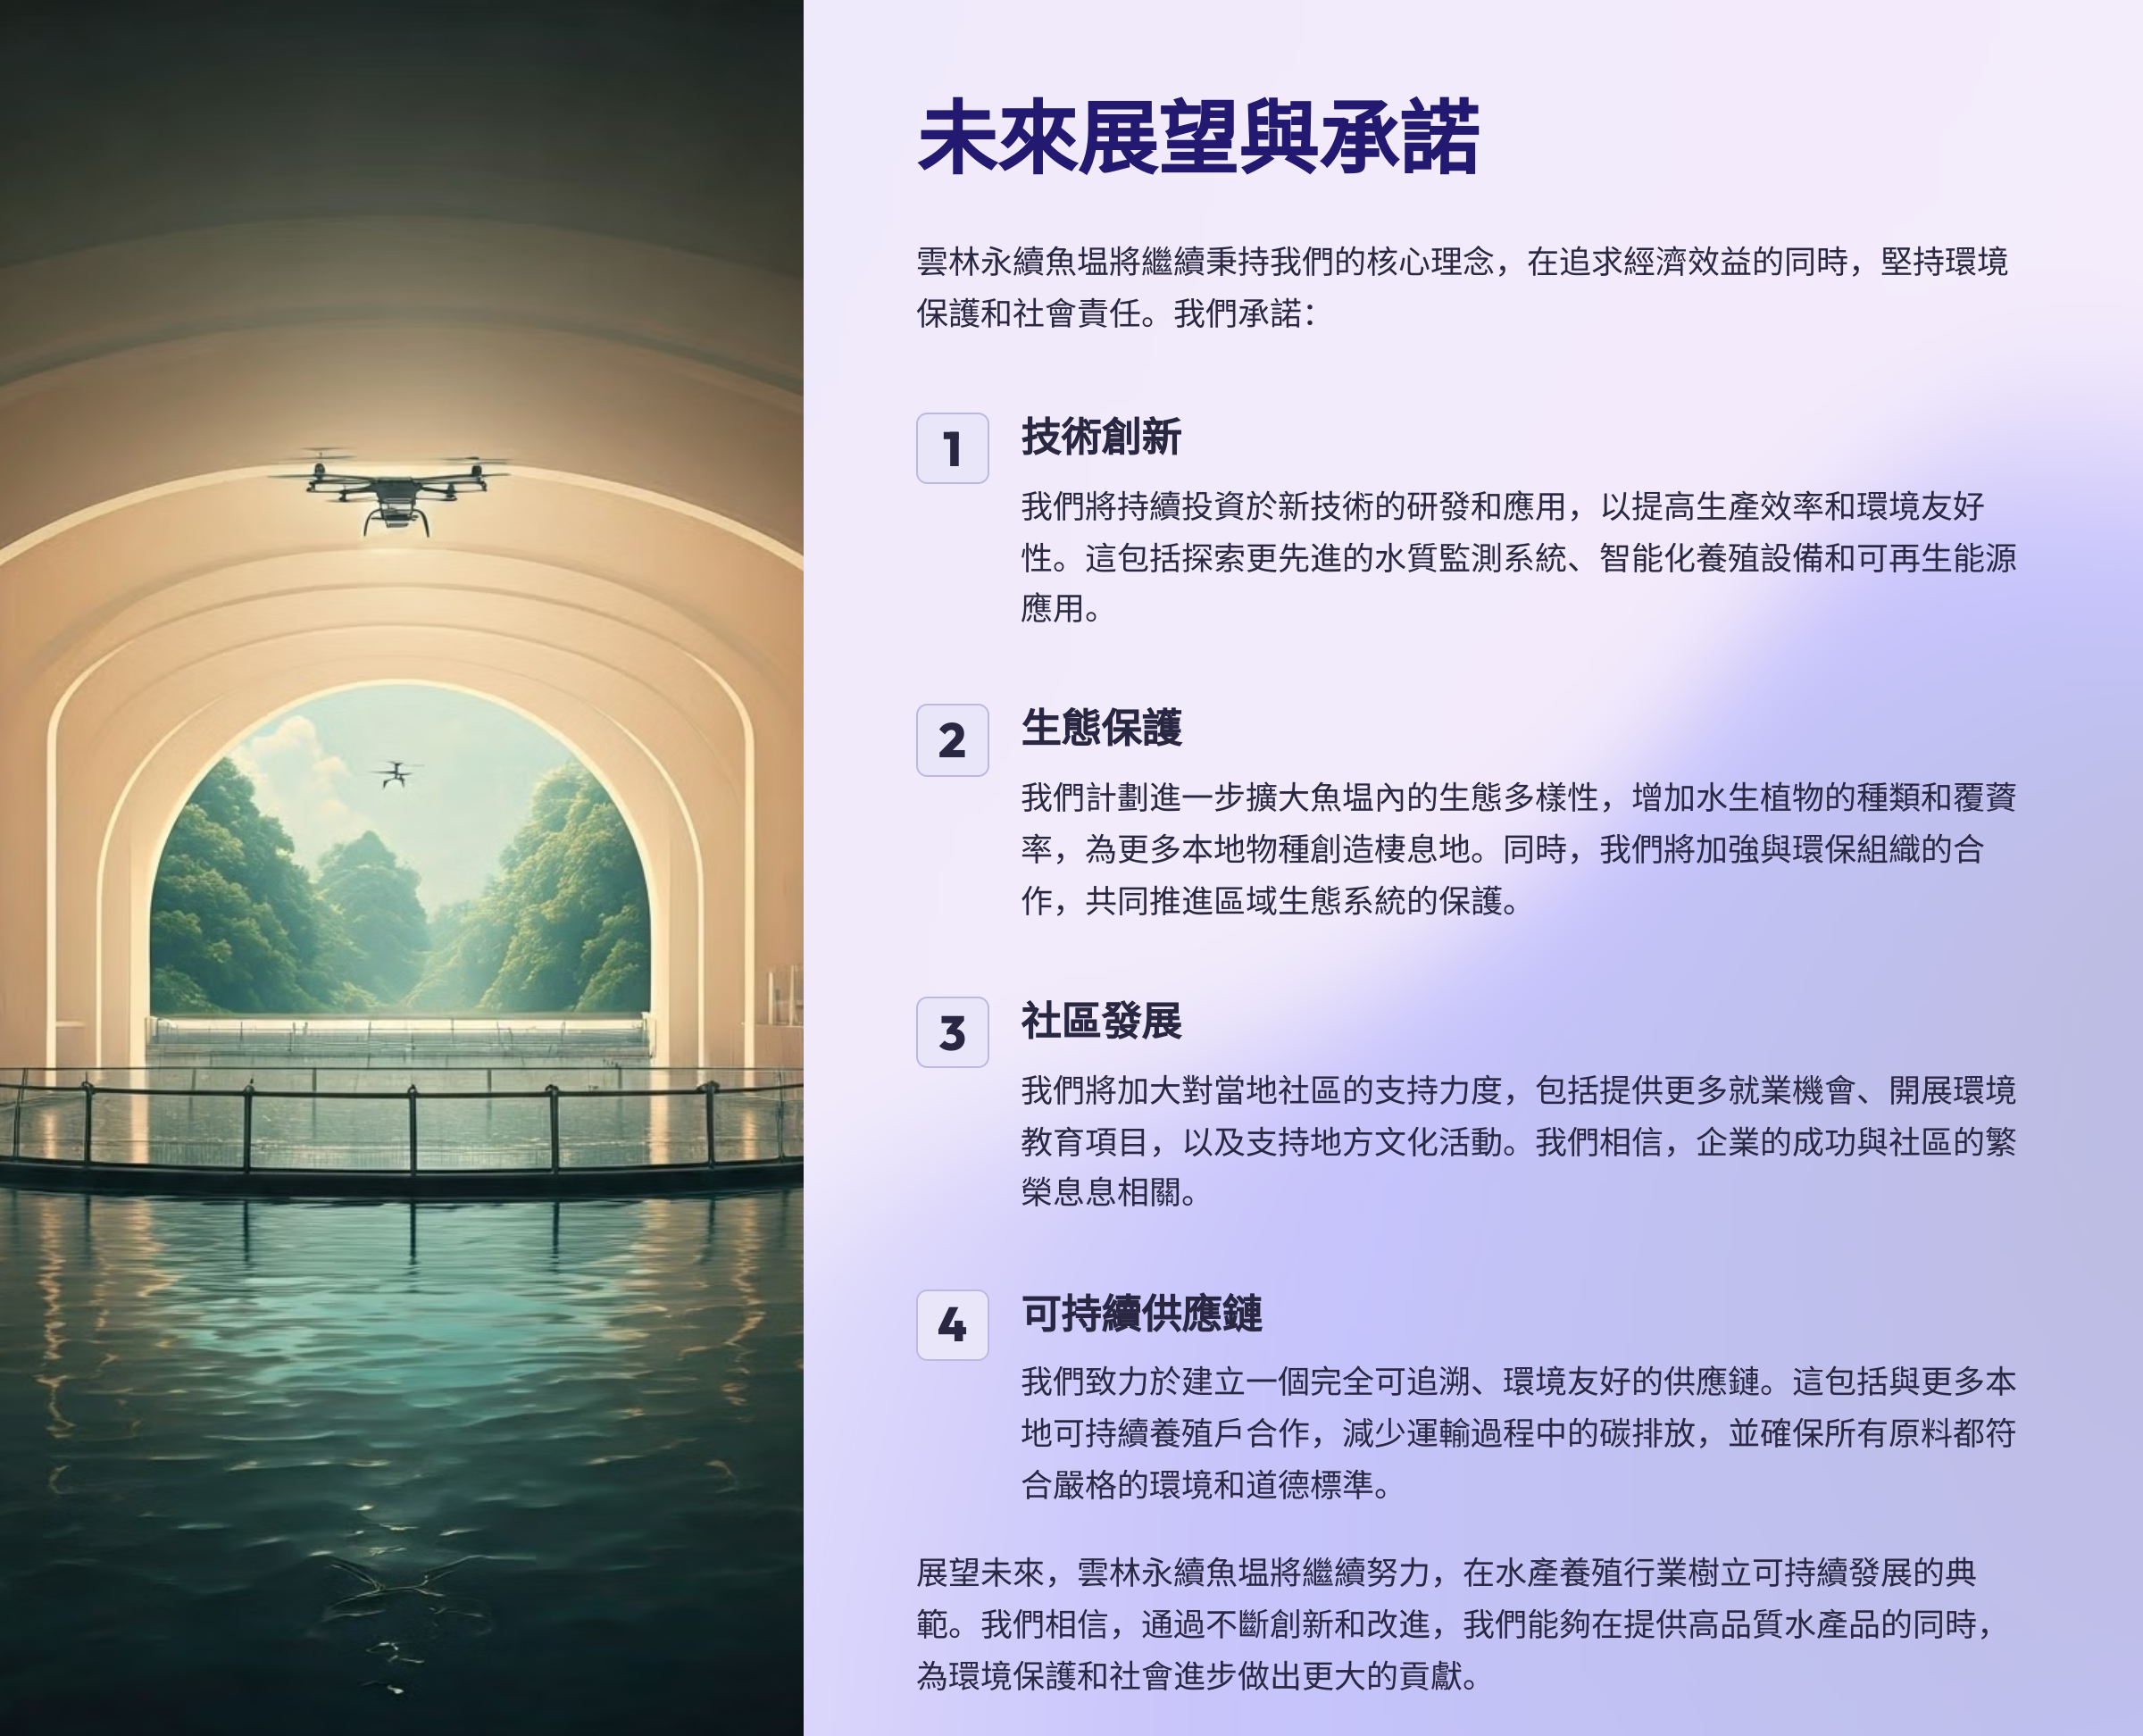 未來展望與承諾
雲林永續魚塭將繼續秉持我們的核心理念，在追求經濟效益的同時，堅持環境
保護和社會責任。我們承諾：
1
技術創新
我們將持續投資於新技術的研發和應用，以提高生產效率和環境友好
性。這包括探索更先進的水質監測系統、智能化養殖設備和可再生能源
應用。
2
生態保護
我們計劃進一步擴大魚塭內的生態多樣性，增加水生植物的種類和覆蓋
率，為更多本地物種創造棲息地。同時，我們將加強與環保組織的合
作，共同推進區域生態系統的保護。
3
社區發展
我們將加大對當地社區的支持力度，包括提供更多就業機會、開展環境
教育項目，以及支持地方文化活動。我們相信，企業的成功與社區的繁
榮息息相關。
4
可持續供應鏈
我們致力於建立一個完全可追溯、環境友好的供應鏈。這包括與更多本
地可持續養殖戶合作，減少運輸過程中的碳排放，並確保所有原料都符
合嚴格的環境和道德標準。
展望未來，雲林永續魚塭將繼續努力，在水產養殖行業樹立可持續發展的典
範。我們相信，通過不斷創新和改進，我們能夠在提供高品質水產品的同時，
為環境保護和社會進步做出更大的貢獻。